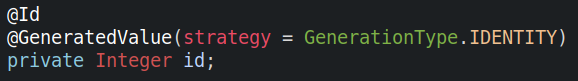 @Id
@GeneratedValue(strategy = GenerationType.IDENTITY)
private Integer id;